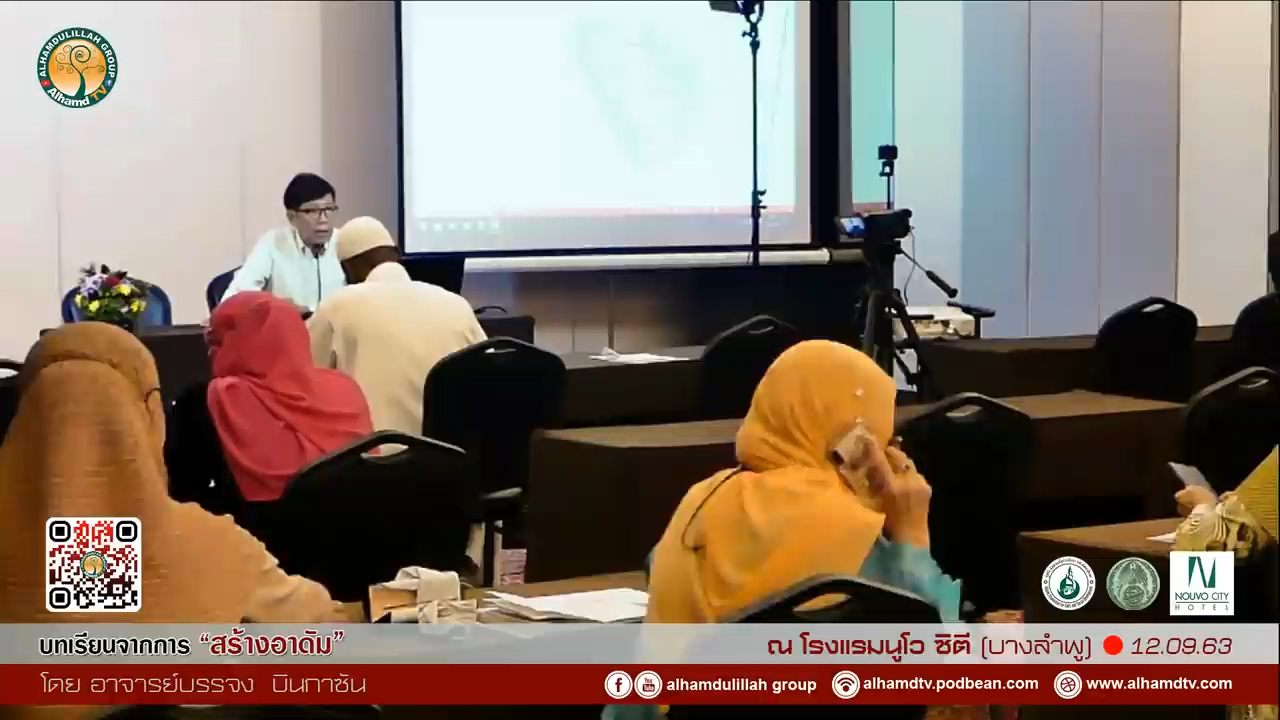 ALHAMDULILLAH GROUP
Alhamd TV
NOUVO CITY
HOTEL
บทเรียนจากการ “สร้างอาดัม”
ณ โรงแรมนูโว ซิตี (บางลำพู) 12.09.63
โดย อาจารย์บรรจง บินกาซัน
alhamdulillah group
alhamdtv.podbean.com
www.alhamdtv.com